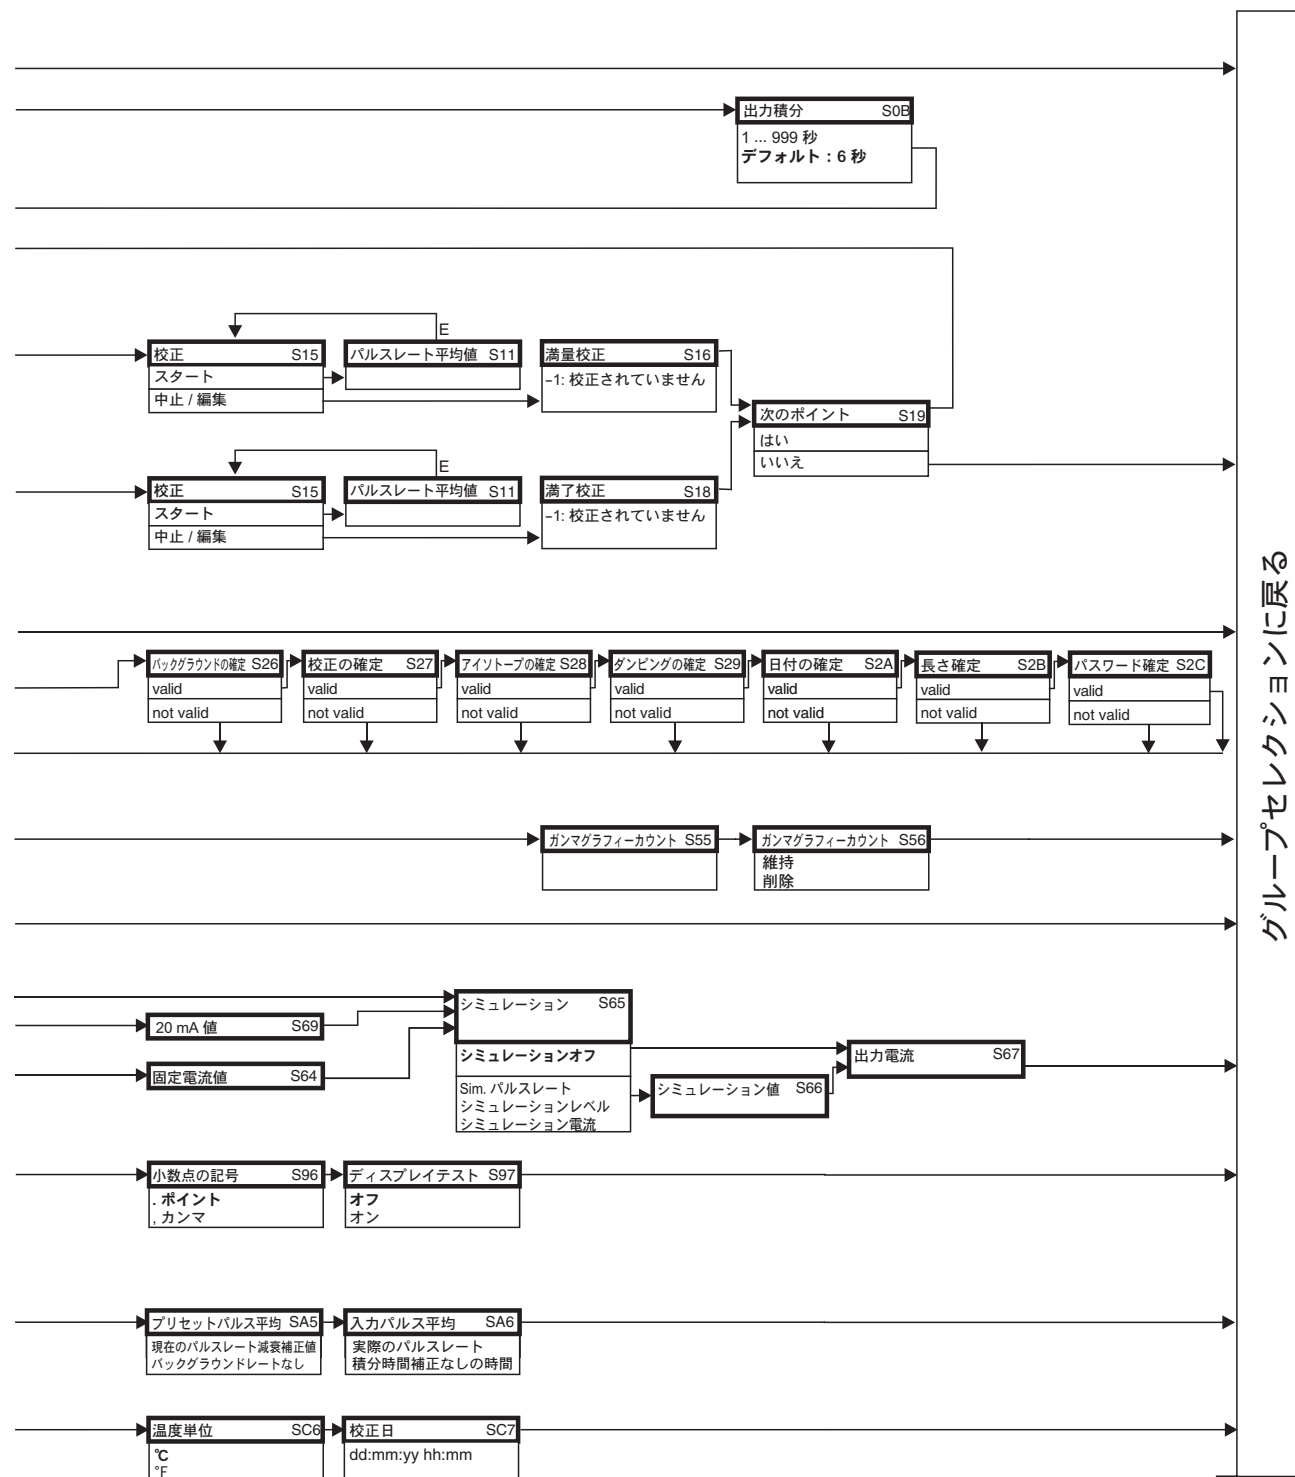 出力積分 S0B
1 ... 999 秒
デフォルト : 6 秒
E
校正 S15
スタート
中止 / 編集
パルスレート平均値 S11
満量校正 S16
−1: 校正されていません
次のポイント S19
はい
いいえ
E
校正 S15
スタート
中止 / 編集
パルスレート平均値 S11
満了校正 S18
−1: 校正されていません
バックグラウンドの確定 S26
valid
not valid
校正の確定 S27
valid
not valid
アイソトープの確定 S28
valid
not valid
ダンピングの確定 S29
valid
not valid
日付の確定 S2A
valid
not valid
長さ確定 S2B
valid
not valid
パスワード確定 S2C
valid
not valid
ガンマグラフィーカウント S55
ガンマグラフィーカウント S56
維持
削除
20 mA 値 S69
固定電流値 S64
シミュレーション S65
シミュレーションオフ
Sim. パルスレート
シミュレーションレベル
シミュレーション電流
シミュレーション値 S66
出力電流 S67
小数点の記号 S96
. ポイント
, カンマ
ディスプレイテスト S97
オフ
オン
プリセットパルス平均 SA5
現在のパルスレート減衰補正値
バックグラウンドレートなし
入力パルス平均 SA6
実際のパルスレート
積分時間補正なしの時間
温度単位 SC6
℃
°F
校正日 SC7
dd:mm:yy hh:mm
グループセレクションに戻る